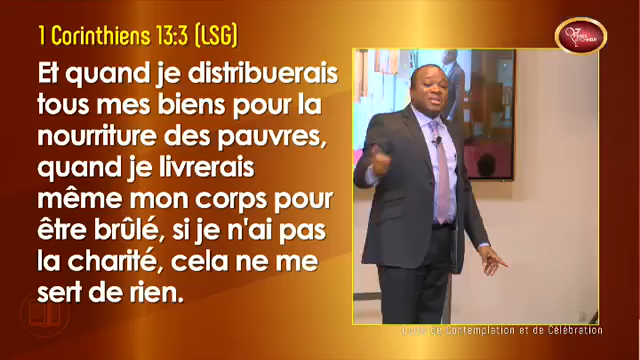 1 Corinthiens 13:3 (LSG)
Et quand je distribuerais
tous mes biens pour la
nourriture des pauvres,
quand je livrerais
même mon corps pour
être brûlé, si je n'ai pas
la charité, cela ne me
sert de rien.
de Contemplation et de Célébration